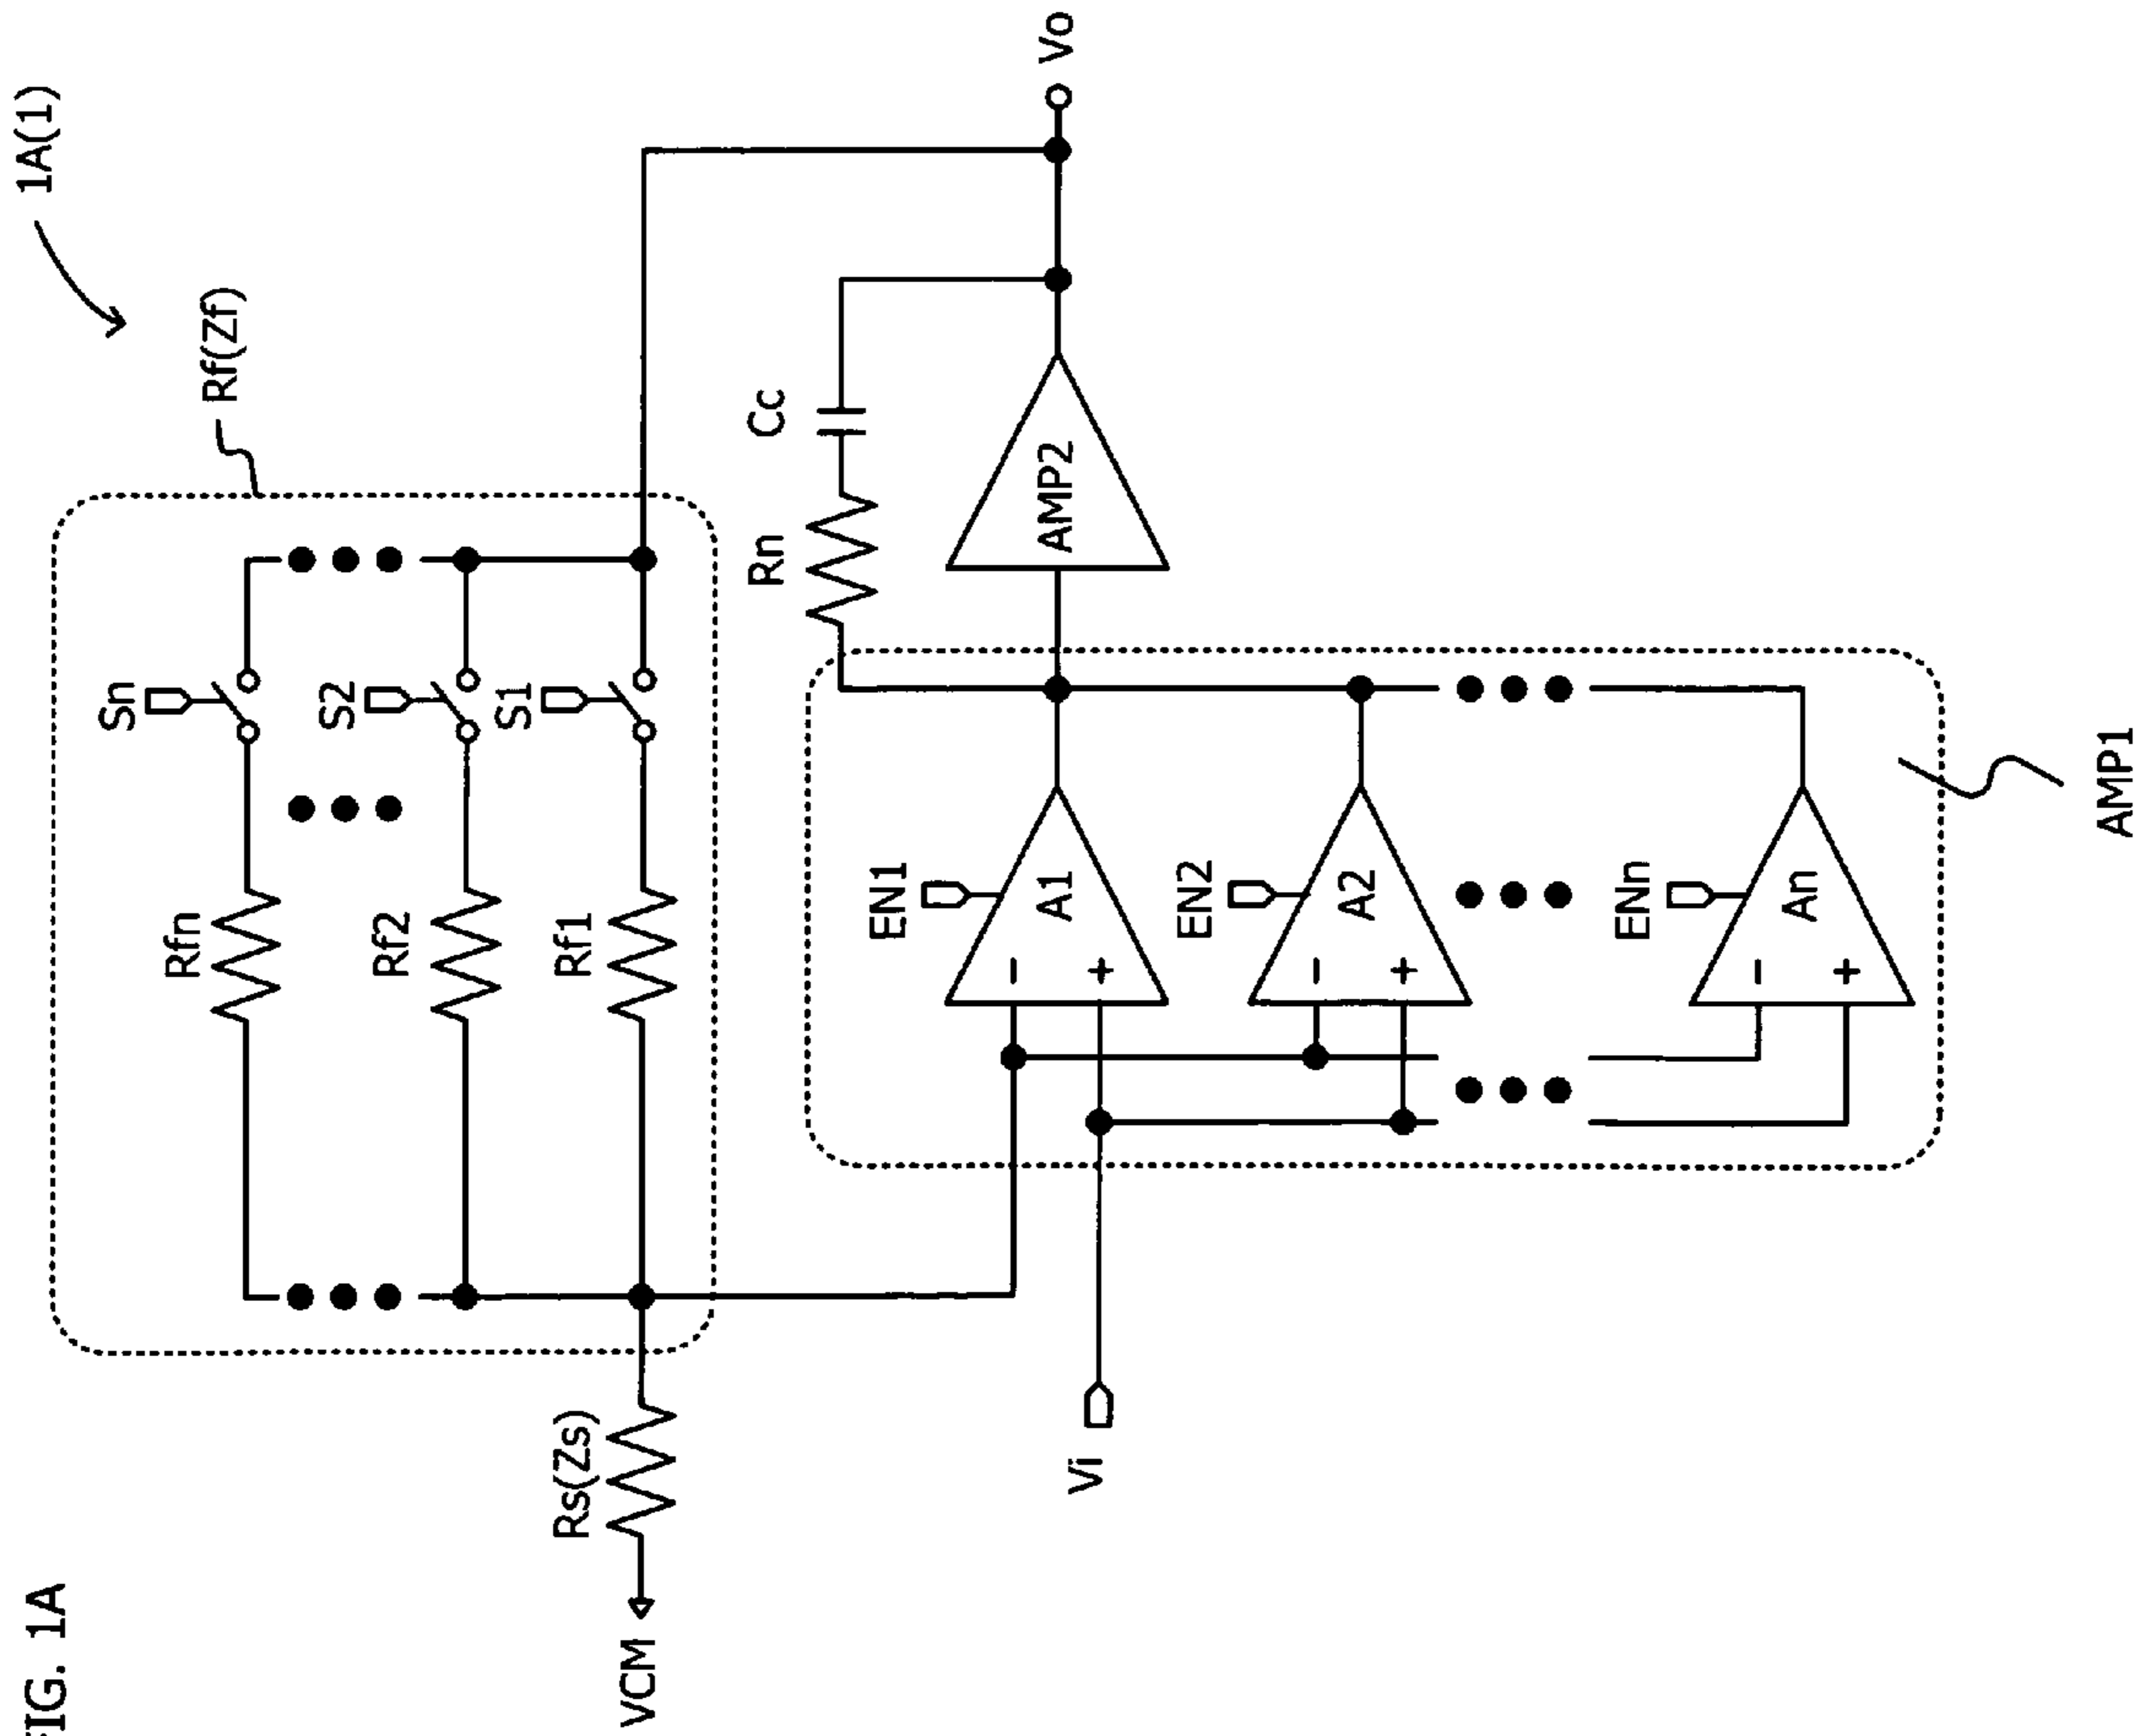 FIG. 1A
1A(1)
Rf(Zf)
Sn
Rfn
S2
Rf2
S1
Rf1
Rs(Zs)
VCM
Rn
Cc
EN1
A1
-
+
AMP2
Vo
Vi
EN2
A2
-
+
ENn
An
-
+
AMP1